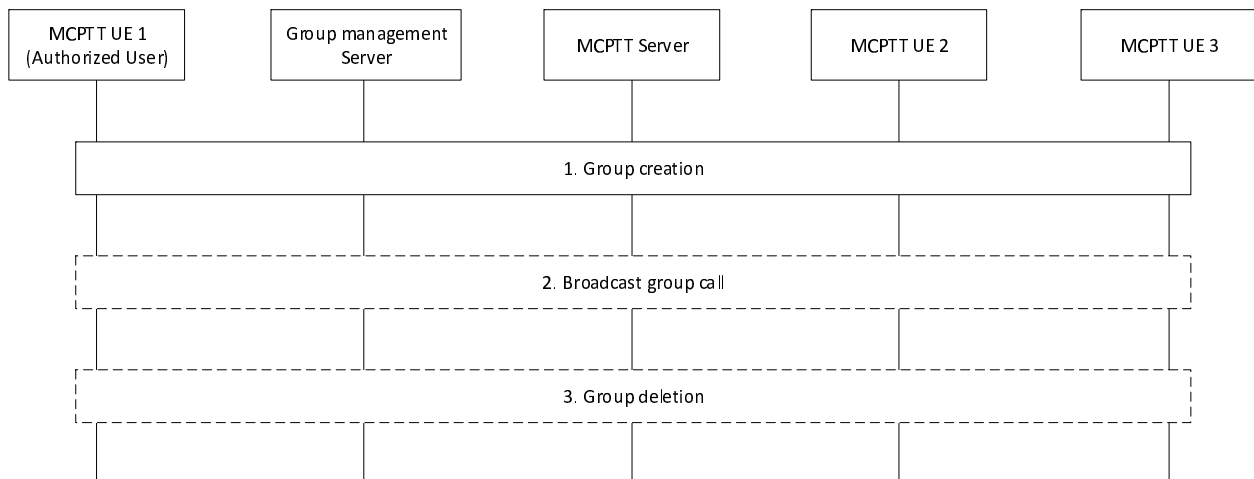 MCPTT UE 1
(Authorized User)
Group management
Server
MCPTT Server
MCPTT UE 2
MCPTT UE 3
1. Group creation
2. Broadcast group call
3. Group deletion